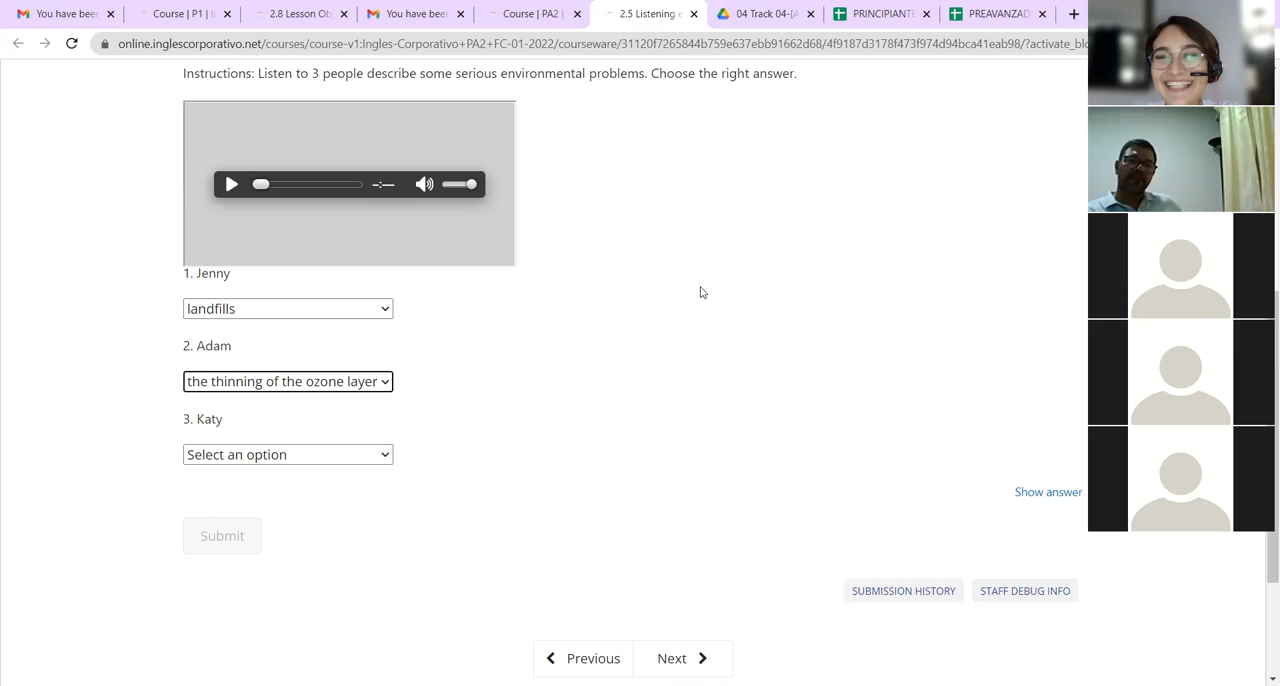 You have been
Course | P1 | I
2.8 Lesson Ob
You have been
Course | PA2 |
2.5 Listening e
04 Track 04-[A
PRINCIPIANTE
PREAVANZAD
online.inglescorporativo.net/courses/course-v1:Ingles-Corporativo+PA2+FC-01-2022/courseware/31120f7265844b759e637ebb91662d68/4f9187d3178f473f974d94bca41eab98/?activate_blo
Instructions: Listen to 3 people describe some serious environmental problems. Choose the right answer.
--:--
1. Jenny
landfills
2. Adam
the thinning of the ozone layer
3. Katy
Select an option
Show answer
Submit
SUBMISSION HISTORY
STAFF DEBUG INFO
Previous
Next